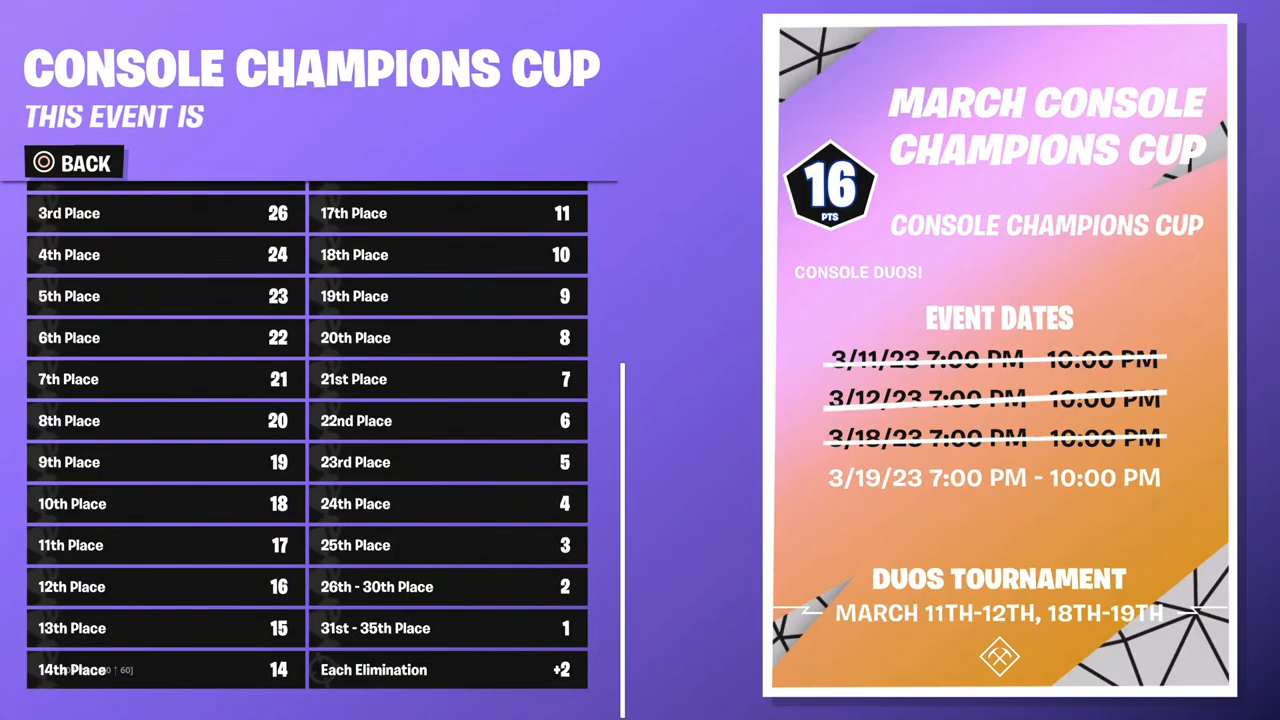 CONSOLE CHAMPIONS CUP
THIS EVENT IS
BACK
3rd Place 26
4th Place 24
5th Place 23
6th Place 22
7th Place 21
8th Place 20
9th Place 19
10th Place 18
11th Place 17
12th Place 16
13th Place 15
14th Place 14
17th Place 11
18th Place 10
19th Place 9
20th Place 8
21st Place 7
22nd Place 6
23rd Place 5
24th Place 4
25th Place 3
26th - 30th Place 2
31st - 35th Place 1
Each Elimination +2
MARCH CONSOLE
CHAMPIONS CUP
16
PTS
CONSOLE CHAMPIONS CUP
CONSOLE DUOS!
EVENT DATES
3/11/23 7:00 PM - 10:00 PM
3/12/23 7:00 PM - 10:00 PM
3/18/23 7:00 PM - 10:00 PM
3/19/23 7:00 PM - 10:00 PM
DUOS TOURNAMENT
MARCH 11TH-12TH, 18TH-19TH